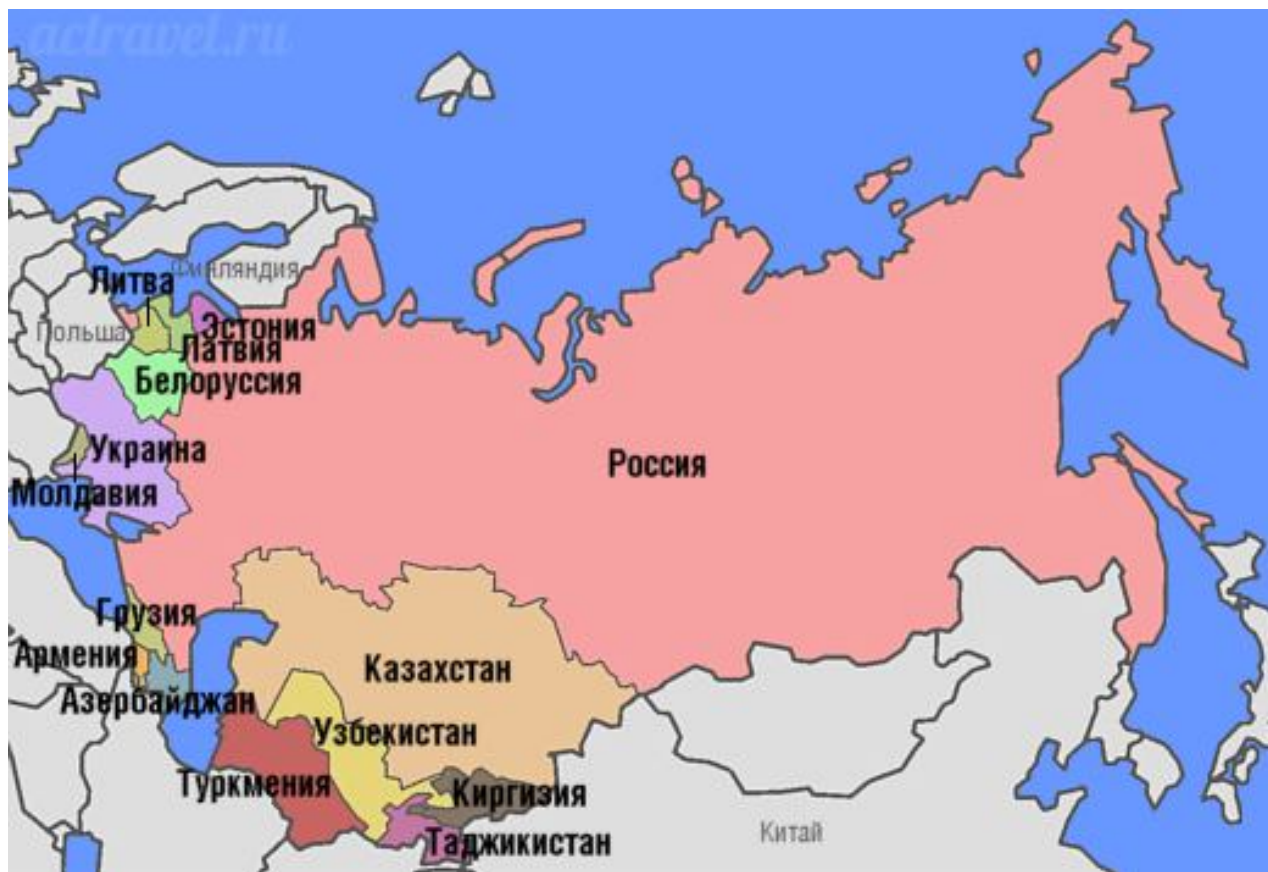 actravel.ru
Финляндия
Литва
Польша
Эстония
Латвия
Белоруссия
Украина
Россия
Молдавия
Грузия
Армения
Казахстан
Азербайджан
Узбекистан
Туркмения
Киргизия
Китай
Таджикистан